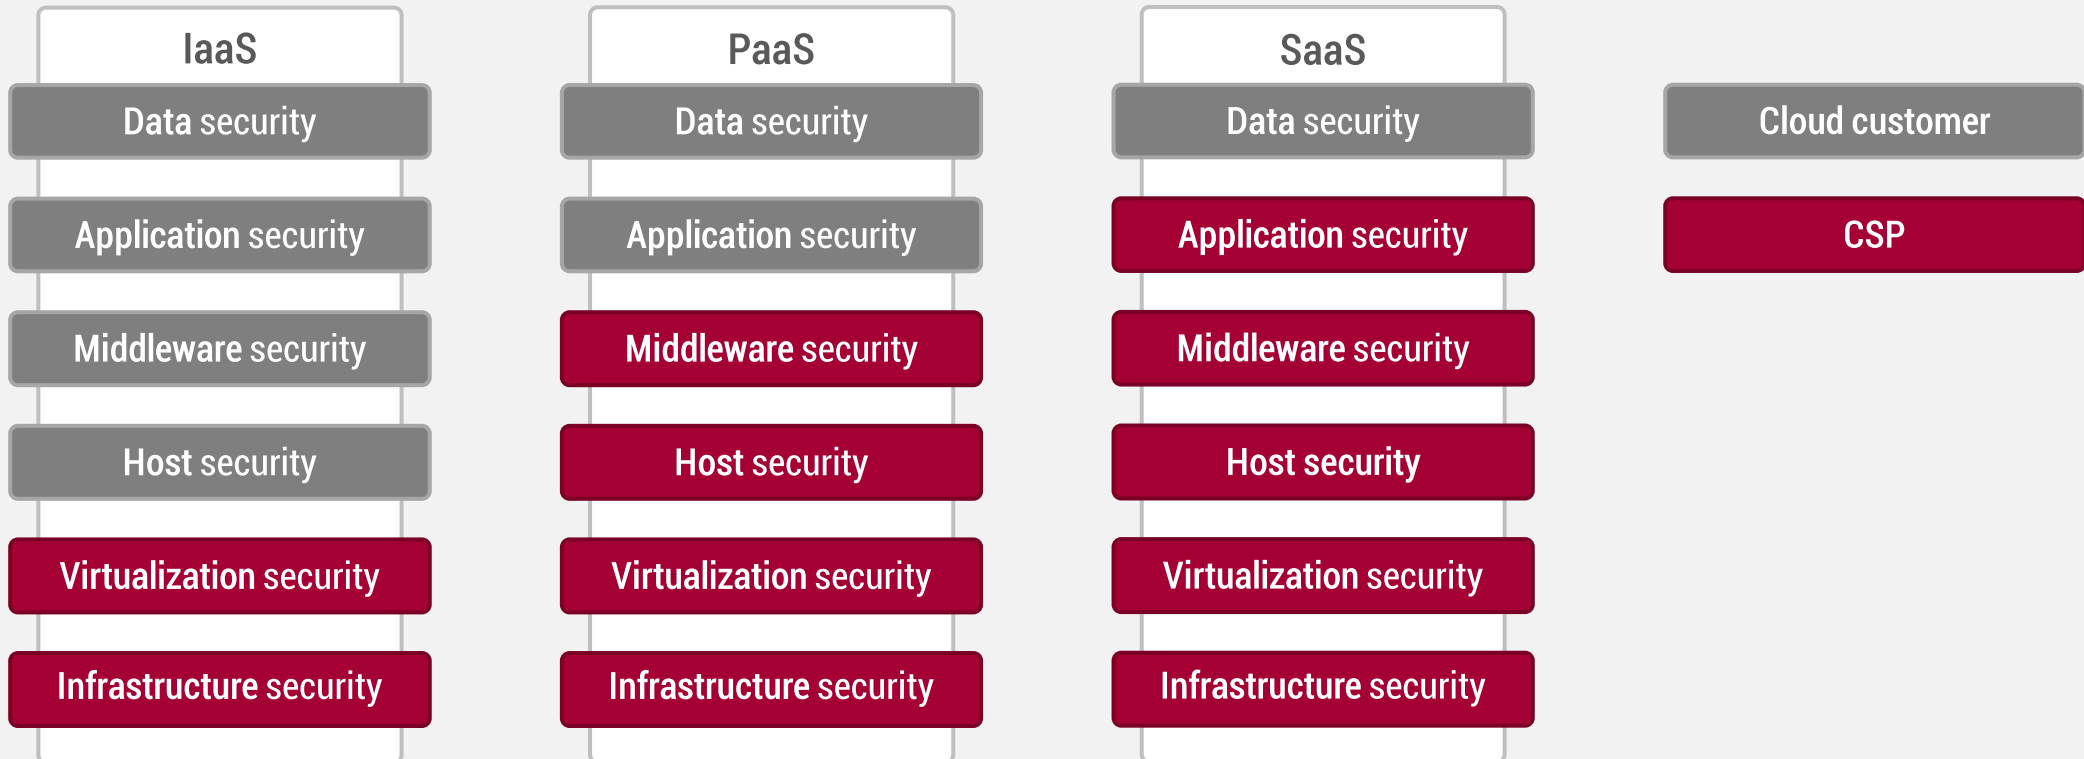 IaaS
Data security
Application security
Middleware security
Host security
Virtualization security
Infrastructure security
PaaS
Data security
Application security
Middleware security
Host security
Virtualization security
Infrastructure security
SaaS
Data security
Application security
Middleware security
Host security
Virtualization security
Infrastructure security
Cloud customer
CSP